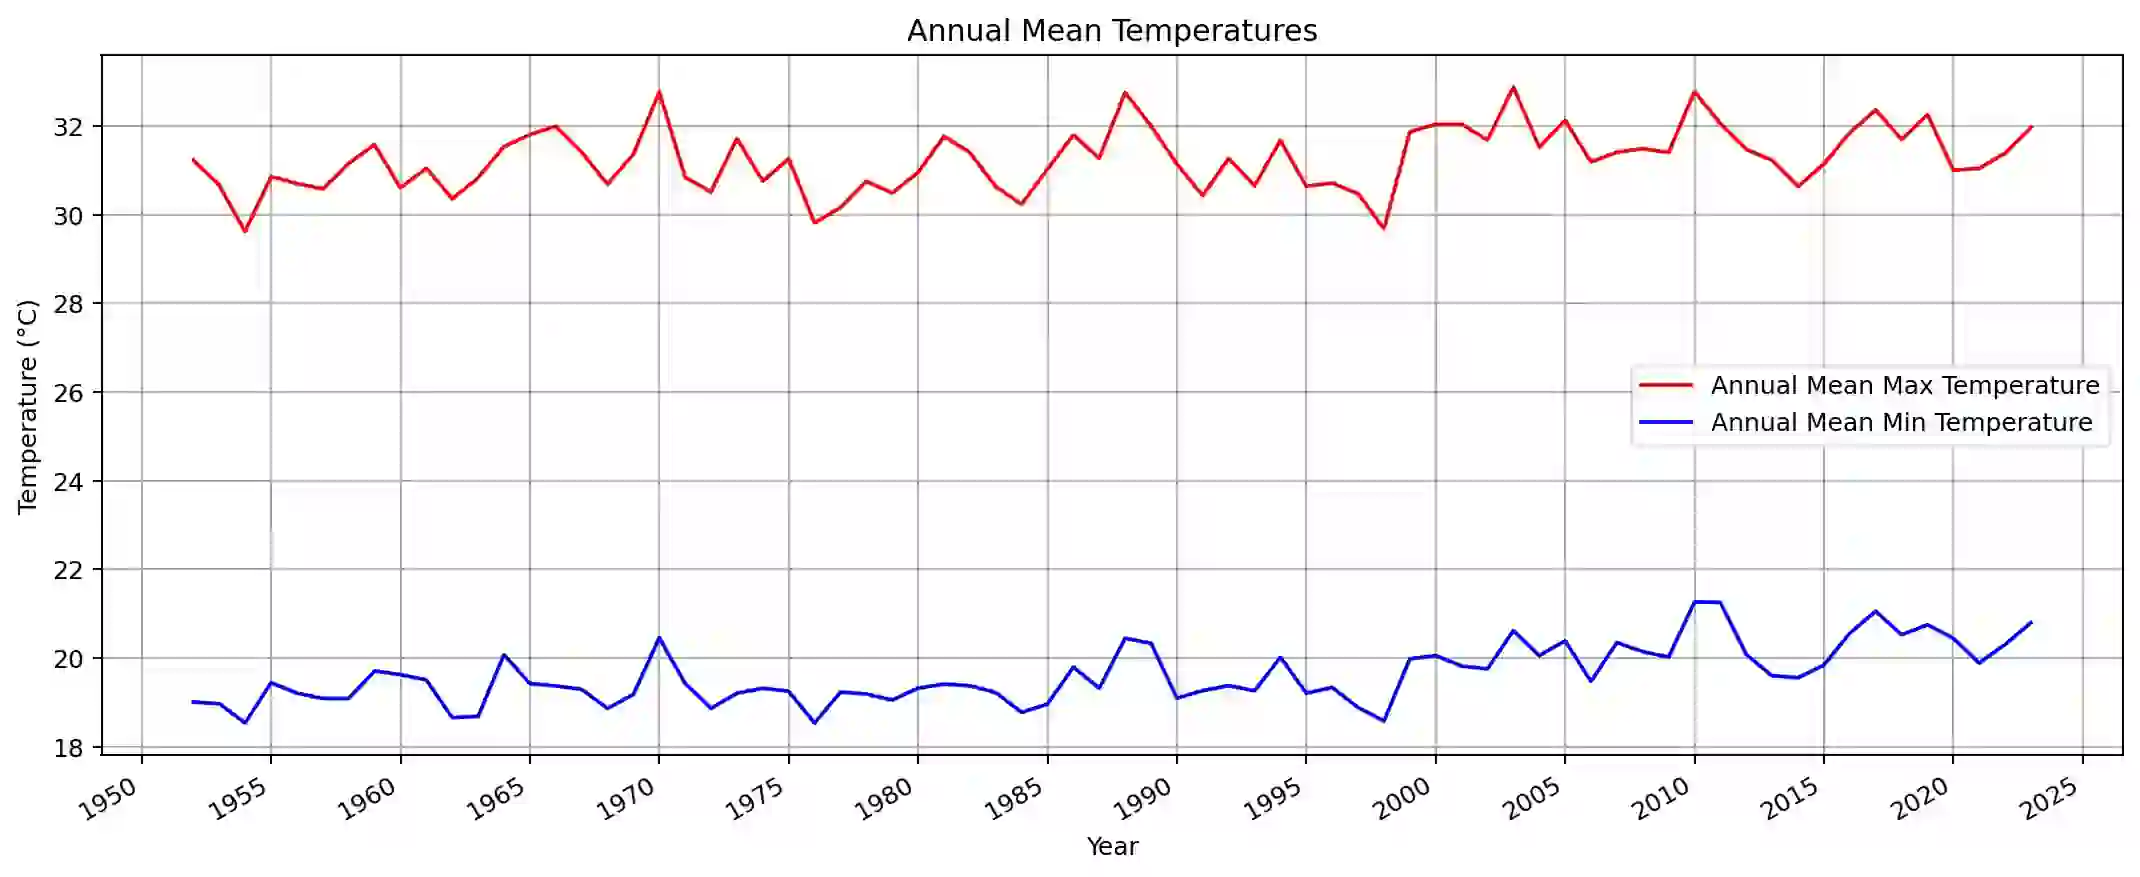 Annual Mean Temperatures
32
30
28
26
24
22
20
18
Temperature (°C)
Annual Mean Max Temperature
Annual Mean Min Temperature
1950 1955 1960 1965 1970 1975 1980 1985 1990 1995 2000 2005 2010 2015 2020 2025
Year